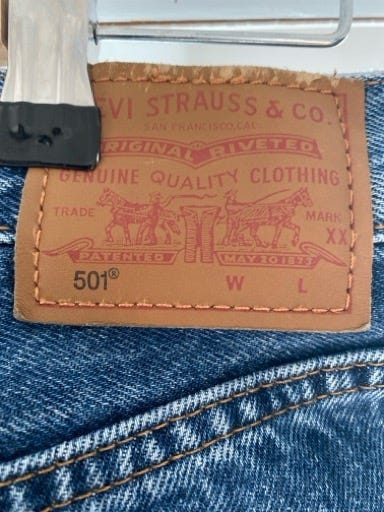 EVI STRAUSS & CO.
SAN FRANCISCO, CAL.
ORIGINAL RIVETED
GENUINE QUALITY CLOTHING
TRADE MARK
XX
PATENTED MAY 20 1873
501® W L